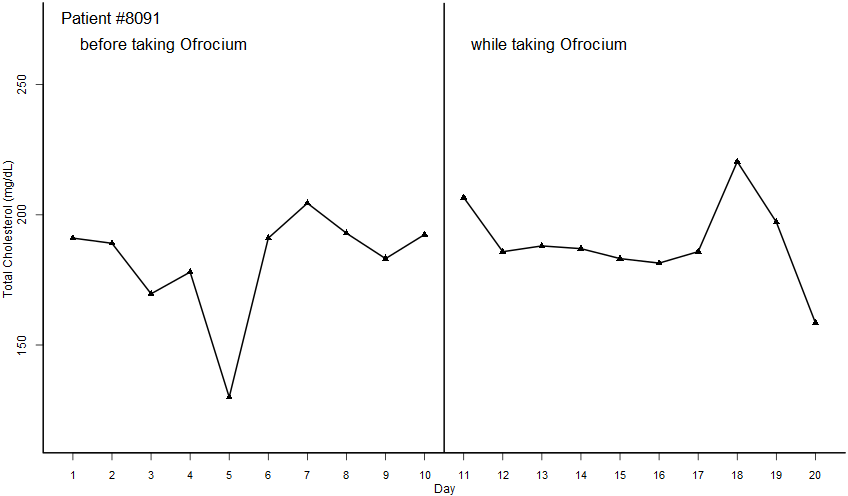 Patient #8091
before taking Ofrocium
while taking Ofrocium
Total Cholesterol (mg/dL)
250
200
150
1 2 3 4 5 6 7 8 9 10 11 12 13 14 15 16 17 18 19 20
Day